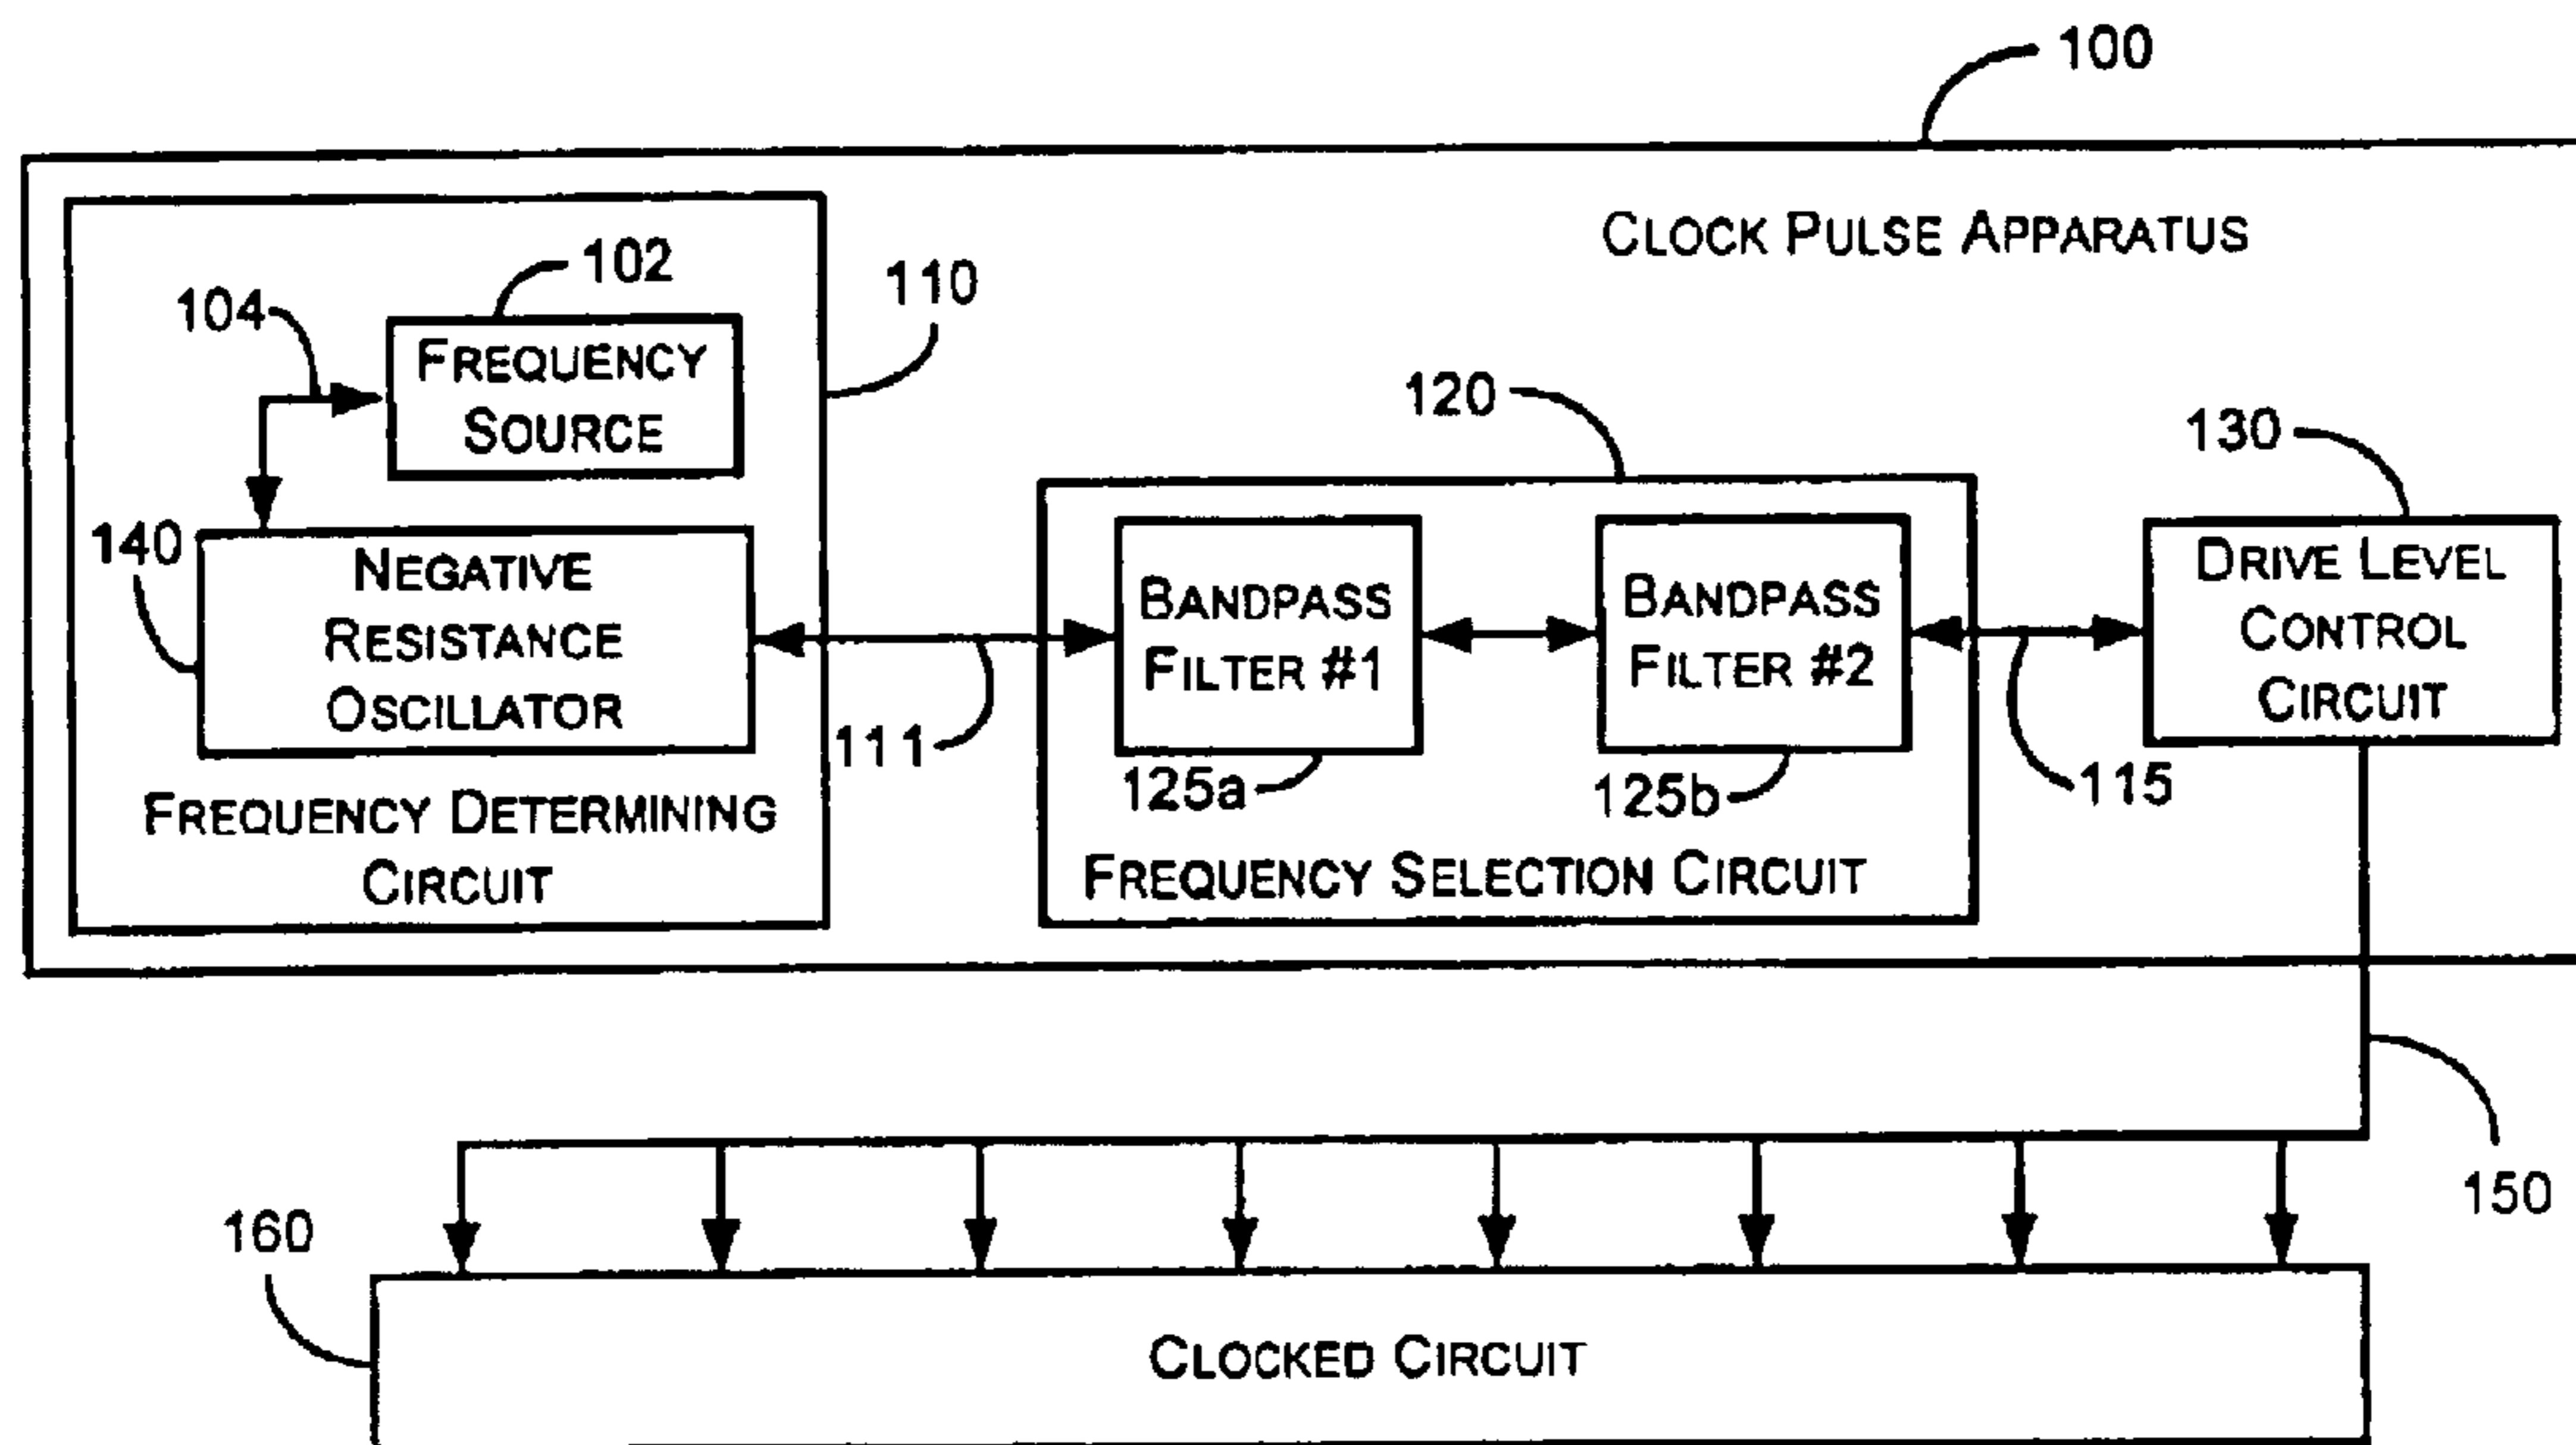 100
CLOCK PULSE APPARATUS
102
104
110
FREQUENCY
SOURCE
120
130
140
NEGATIVE
RESISTANCE
OSCILLATOR
BANDPASS
FILTER #1
BANDPASS
FILTER #2
DRIVE LEVEL
CONTROL
CIRCUIT
111
125a
125b
115
FREQUENCY DETERMINING
CIRCUIT
FREQUENCY SELECTION CIRCUIT
150
160
CLOCKED CIRCUIT